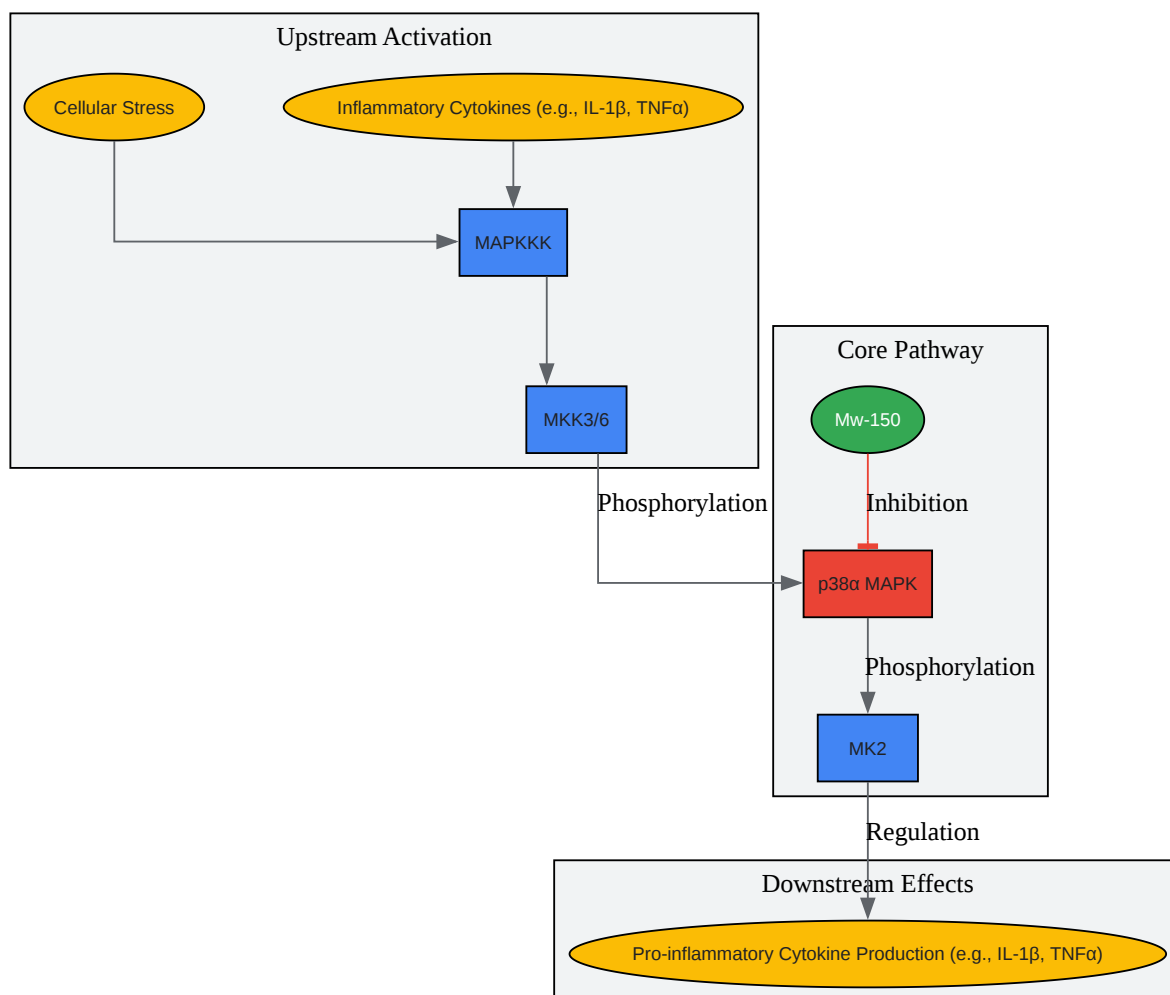 Upstream Activation
Cellular Stress
Inflammatory Cytokines (e.g., IL-1β, TNFα)
MAPKKK
MKK3/6
Phosphorylation
Core Pathway
Mw-150
Inhibition
p38α MAPK
Phosphorylation
MK2
Regulation
Downstream Effects
Pro-inflammatory Cytokine Production (e.g., IL-1β, TNFα)